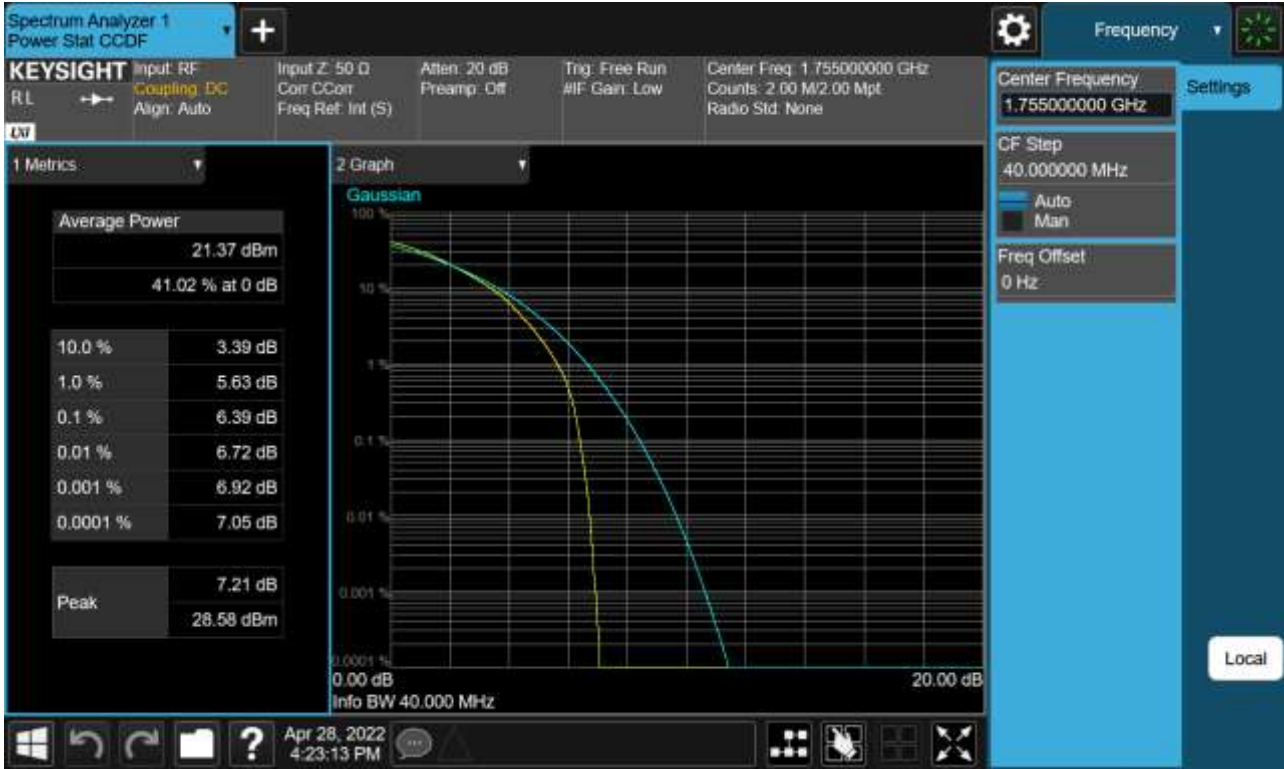 Spectrum Analyzer 1
Power Stat CCDF
Frequency
KEYSIGHT
RL
LXI
Input: RF
Coupling: DC
Align: Auto
Input Z: 50 Ω
Corr CCorr
Freq Ref: Int (S)
Atten: 20 dB
Preamp: Off
Trig: Free Run
#IF Gain: Low
Center Freq: 1.755000000 GHz
Counts: 2.00 M/2.00 Mpt
Radio Std: None
Center Frequency
1.755000000 GHz
Settings
CF Step
40.000000 MHz
Auto
Man
Freq Offset
0 Hz
Local
1 Metrics
Average Power
21.37 dBm
41.02 % at 0 dB
10.0 % 3.39 dB
1.0 % 5.63 dB
0.1 % 6.39 dB
0.01 % 6.72 dB
0.001 % 6.92 dB
0.0001 % 7.05 dB
Peak
7.21 dB
28.58 dBm
2 Graph
Gaussian
100 %
10 %
1 %
0.1 %
0.01 %
0.001 %
0.0001 %
0.00 dB 20.00 dB
Info BW 40.000 MHz
?
Apr 28, 2022
4:23:13 PM